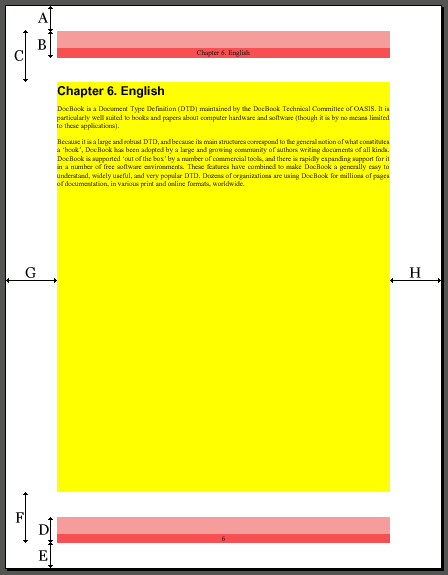 A
B
C
Chapter 6. English
Chapter 6. English
DocBook is a Document Type Definition (DTD) maintained by the DocBook Technical Committee of OASIS. It is
particularly well suited to books and papers about computer hardware and software (though it is by no means limited
to these applications).
Because it is a large and robust DTD, and because its main structures correspond to the general notion of what constitutes
a ‘book’, DocBook has been adopted by a large and growing community of authors writing documents of all kinds.
DocBook is supported ‘out of the box’ by a number of commercial tools, and there is rapidly expanding support for it
in a number of free software environments. These features have combined to make DocBook a generally easy to
understand, widely useful, and very popular DTD. Dozens of organizations are using DocBook for millions of pages
of documentation, in various print and online formats, worldwide.
G
H
F
D
6
E